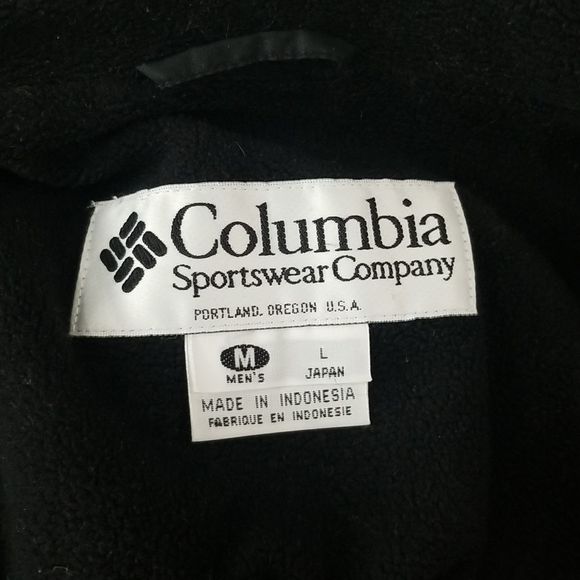 Columbia
Sportswear Company
PORTLAND, OREGON U.S.A.
M L
MEN'S JAPAN
MADE IN INDONESIA
FABRIQUE EN INDONESIE